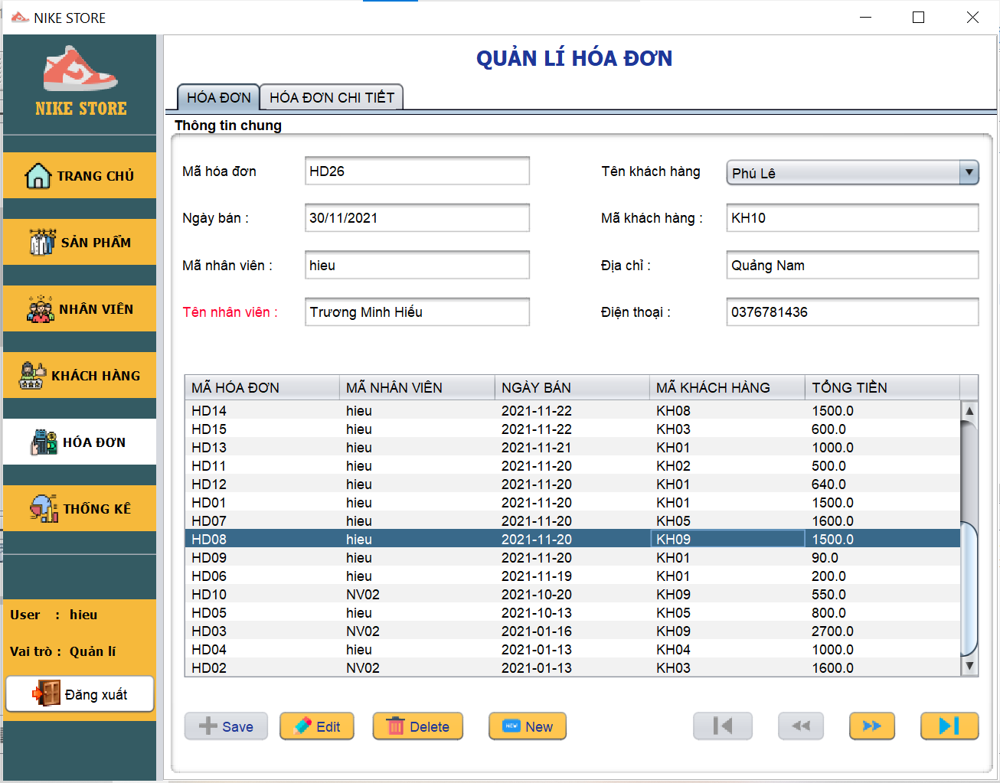 NIKE STORE
NIKE STORE
TRANG CHỦ
SẢN PHẨM
NHÂN VIÊN
KHÁCH HÀNG
HÓA ĐƠN
THỐNG KÊ
User : hieu
Vai trò : Quản lí
Đăng xuất
QUẢN LÍ HÓA ĐƠN
HÓA ĐƠN HÓA ĐƠN CHI TIẾT
Thông tin chung
Mã hóa đơn HD26 Tên khách hàng Phú Lê
Ngày bán : 30/11/2021 Mã khách hàng : KH10
Mã nhân viên : hieu Địa chỉ : Quảng Nam
Tên nhân viên : Trương Minh Hiếu Điện thoại : 0376781436
MÃ HÓA ĐƠN MÃ NHÂN VIÊN NGÀY BÁN MÃ KHÁCH HÀNG TỔNG TIỀN
HD14 hieu 2021-11-22 KH08 1500.0
HD15 hieu 2021-11-22 KH03 600.0
HD13 hieu 2021-11-21 KH01 1000.0
HD11 hieu 2021-11-20 KH02 500.0
HD12 hieu 2021-11-20 KH01 640.0
HD01 hieu 2021-11-20 KH01 1500.0
HD07 hieu 2021-11-20 KH05 1600.0
HD08 hieu 2021-11-20 KH09 1500.0
HD09 hieu 2021-11-20 KH01 90.0
HD06 hieu 2021-11-19 KH01 200.0
HD10 NV02 2021-10-20 KH09 550.0
HD05 hieu 2021-10-13 KH05 800.0
HD03 NV02 2021-01-16 KH09 2700.0
HD04 hieu 2021-01-13 KH04 1000.0
HD02 NV02 2021-01-13 KH03 1600.0
Save Edit Delete NEW New